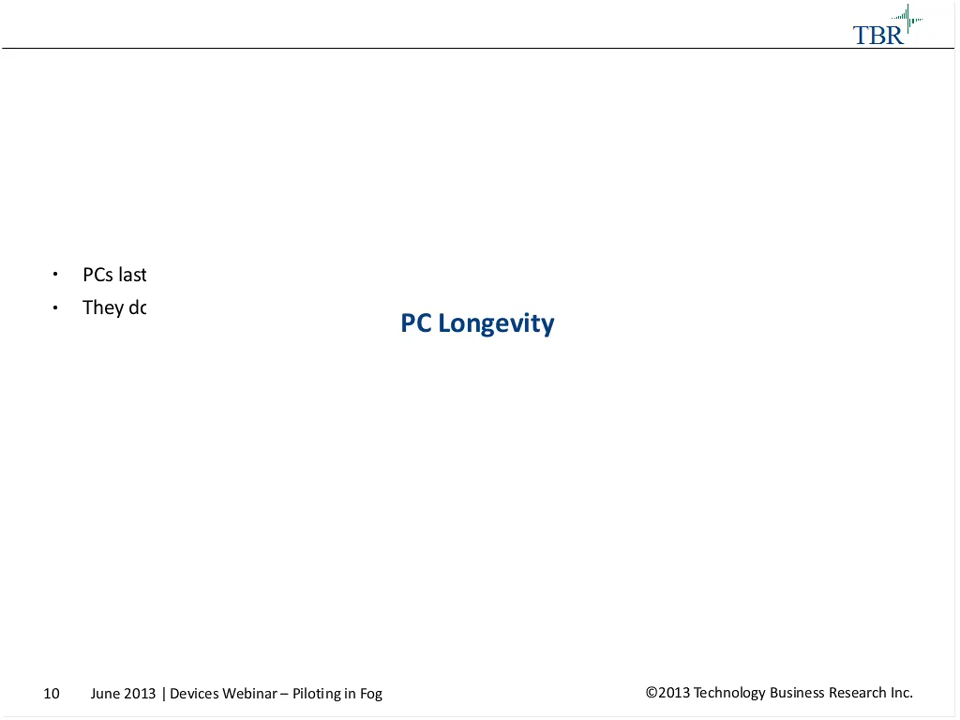 TBR
• PCs last
• They do
PC Longevity
10 June 2013 | Devices Webinar – Piloting in Fog
©2013 Technology Business Research Inc.